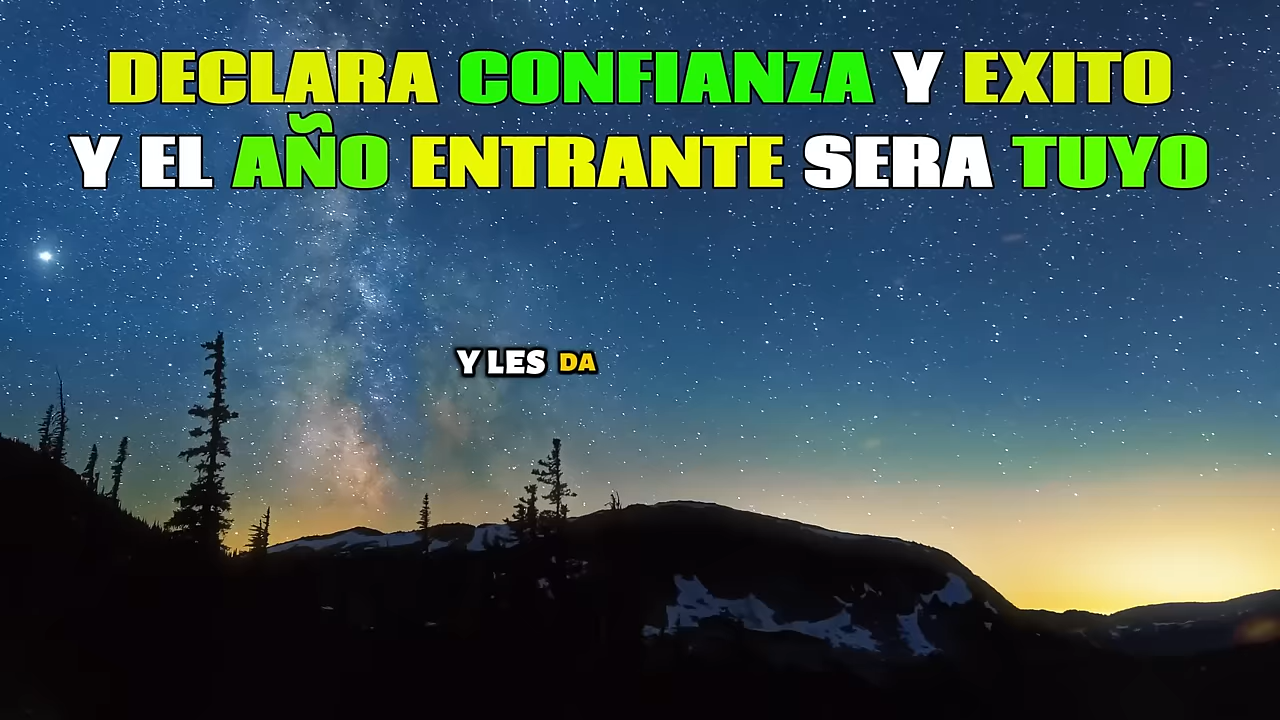 DECLARA CONFIANZA Y EXITO
Y EL AÑO ENTRANTE SERA TUYO
Y LES DA